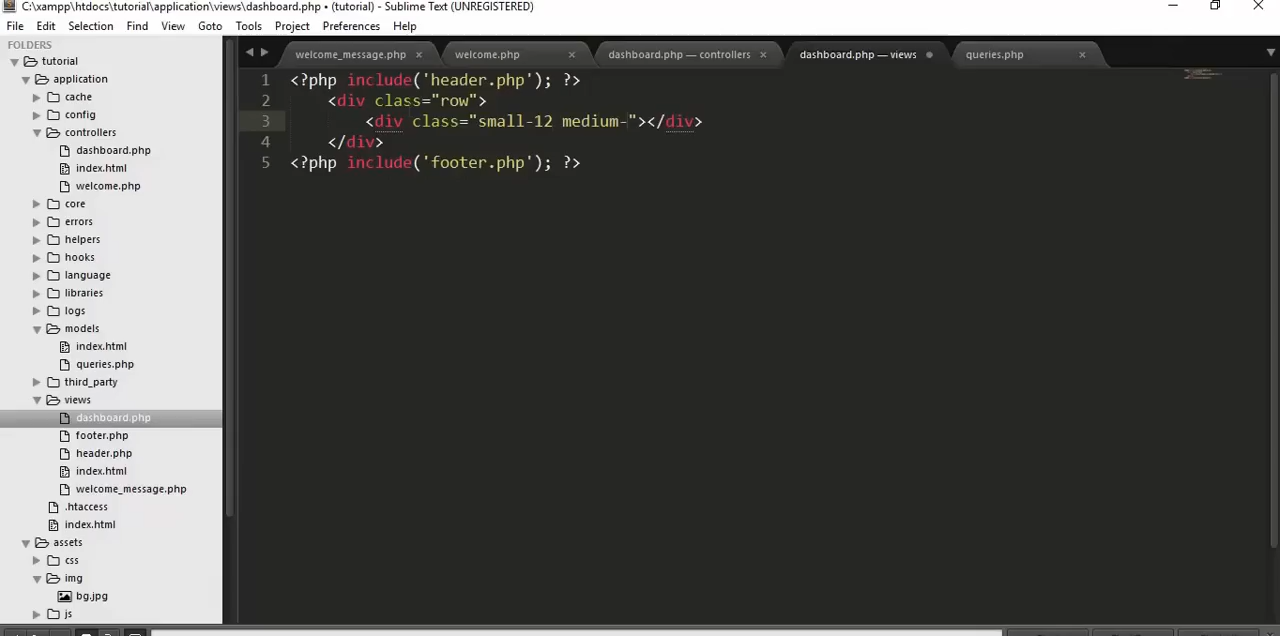 C:\xampp\htdocs\tutorial\application\views\dashboard.php • (tutorial) - Sublime Text (UNREGISTERED)
File Edit Selection Find View Goto Tools Project Preferences Help
FOLDERS
tutorial
application
cache
config
controllers
dashboard.php
index.html
welcome.php
core
errors
helpers
hooks
language
libraries
logs
models
index.html
queries.php
third_party
views
dashboard.php
footer.php
header.php
index.html
welcome_message.php
.htaccess
index.html
assets
css
img
bg.jpg
js
welcome_message.php × welcome.php × dashboard.php — controllers × dashboard.php — views queries.php ×
1 <?php include('header.php'); ?>
2 <div class="row">
3 <div class="small-12 medium-"></div>
4 </div>
5 <?php include('footer.php'); ?>